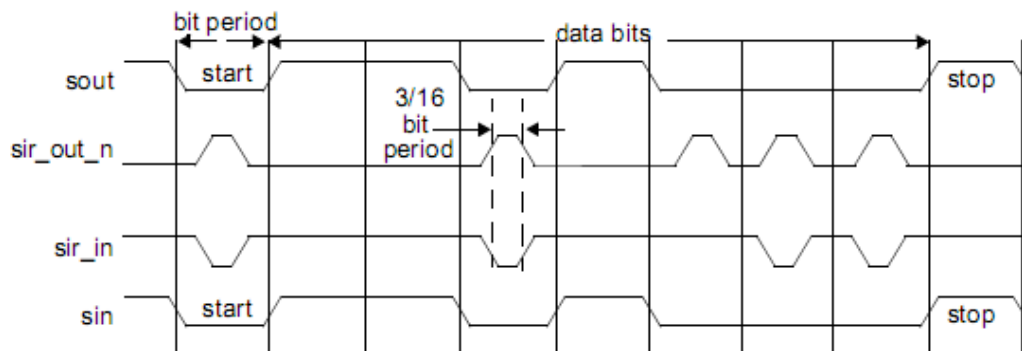 bit period
data bits
sout
start
stop
3/16
bit
period
sir_out_n
sir_in
sin
start
stop